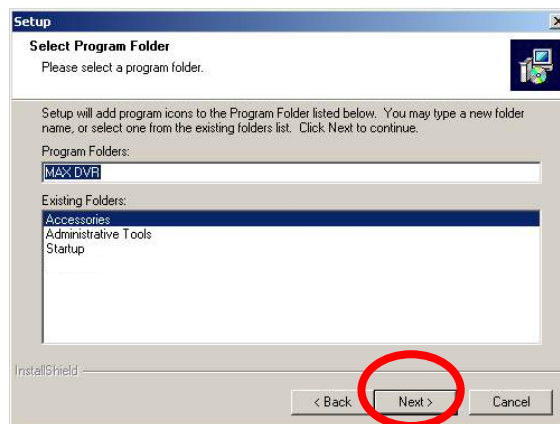 Setup
Select Program Folder
Please select a program folder.
Setup will add program icons to the Program Folder listed below. You may type a new folder
name, or select one from the existing folders list. Click Next to continue.
Program Folders:
MAX DVR
Existing Folders:
Accessories
Administrative Tools
Startup
InstallShield
< Back Next > Cancel